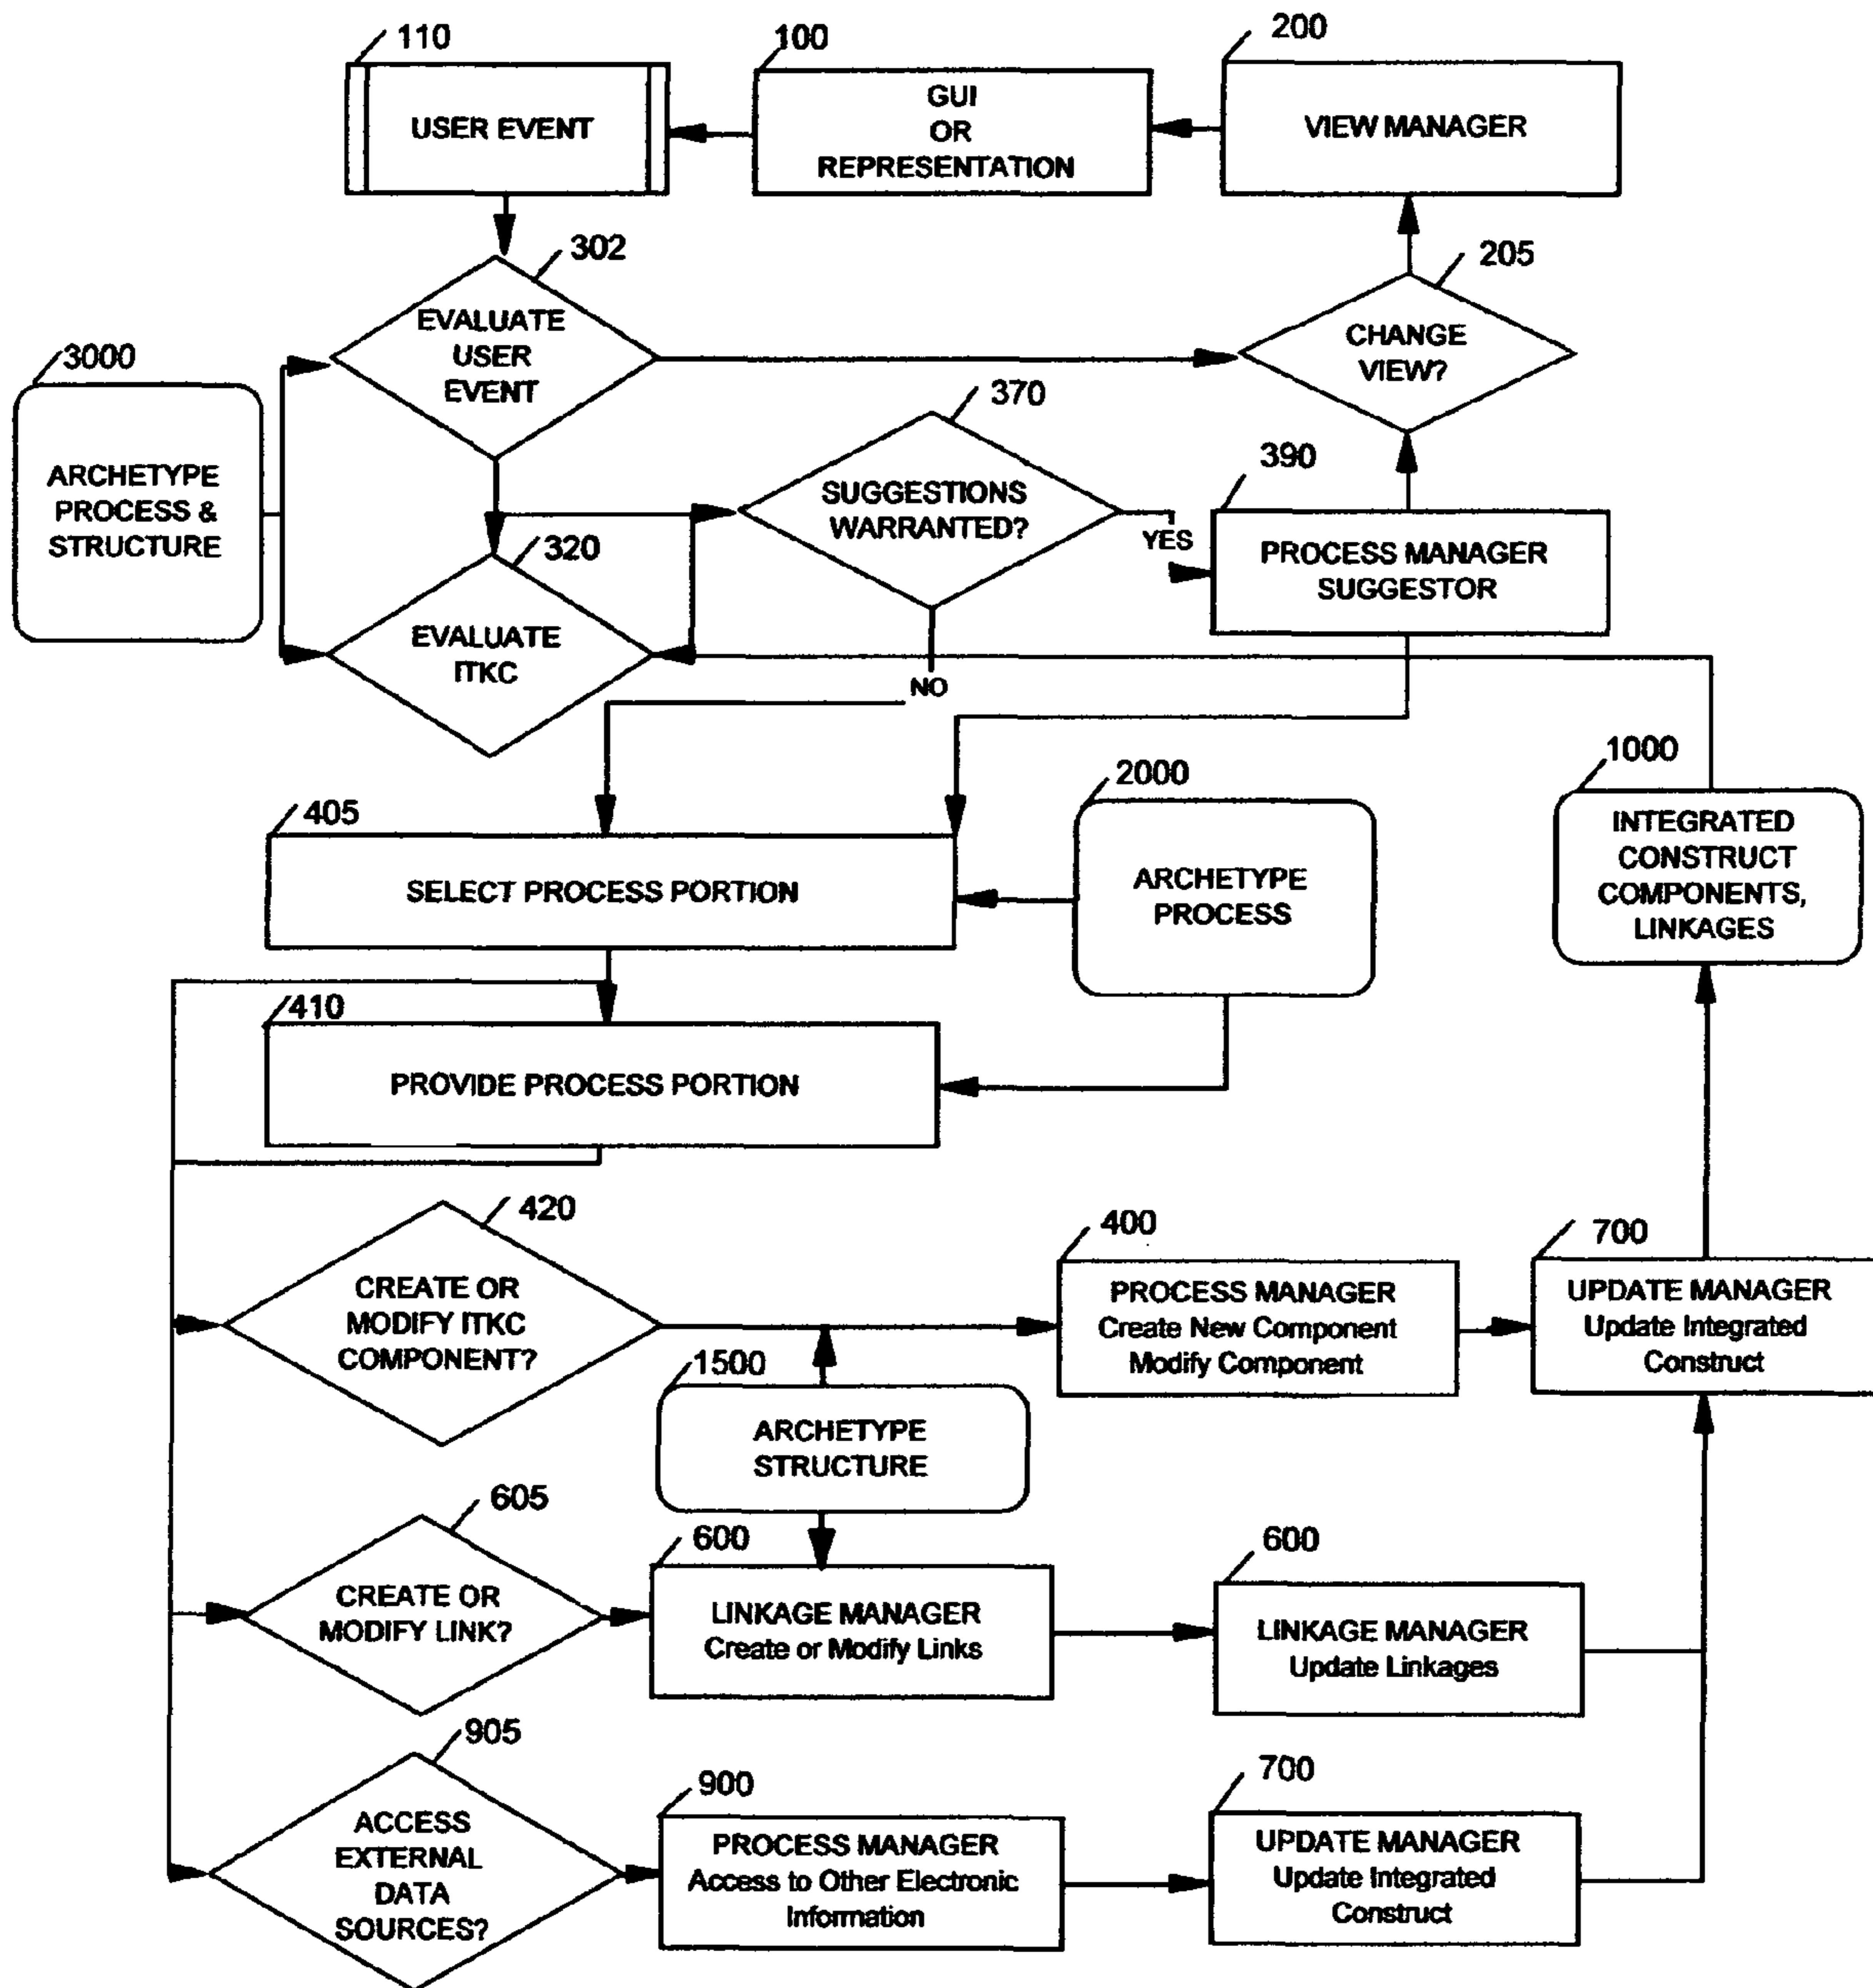 110
USER EVENT
100
GUI
OR
REPRESENTATION
200
VIEW MANAGER
302
EVALUATE
USER
EVENT
205
CHANGE
VIEW?
3000
ARCHETYPE
PROCESS &
STRUCTURE
370
SUGGESTIONS
WARRANTED?
YES
NO
390
PROCESS MANAGER
SUGGESTOR
320
EVALUATE
ITKC
405
SELECT PROCESS PORTION
2000
ARCHETYPE
PROCESS
1000
INTEGRATED
CONSTRUCT
COMPONENTS,
LINKAGES
410
PROVIDE PROCESS PORTION
420
CREATE OR
MODIFY ITKC
COMPONENT?
400
PROCESS MANAGER
Create New Component
Modify Component
700
UPDATE MANAGER
Update Integrated
Construct
1500
ARCHETYPE
STRUCTURE
605
CREATE OR
MODIFY LINK?
600
LINKAGE MANAGER
Create or Modify Links
600
LINKAGE MANAGER
Update Linkages
905
ACCESS
EXTERNAL
DATA
SOURCES?
900
PROCESS MANAGER
Access to Other Electronic
Information
700
UPDATE MANAGER
Update Integrated
Construct